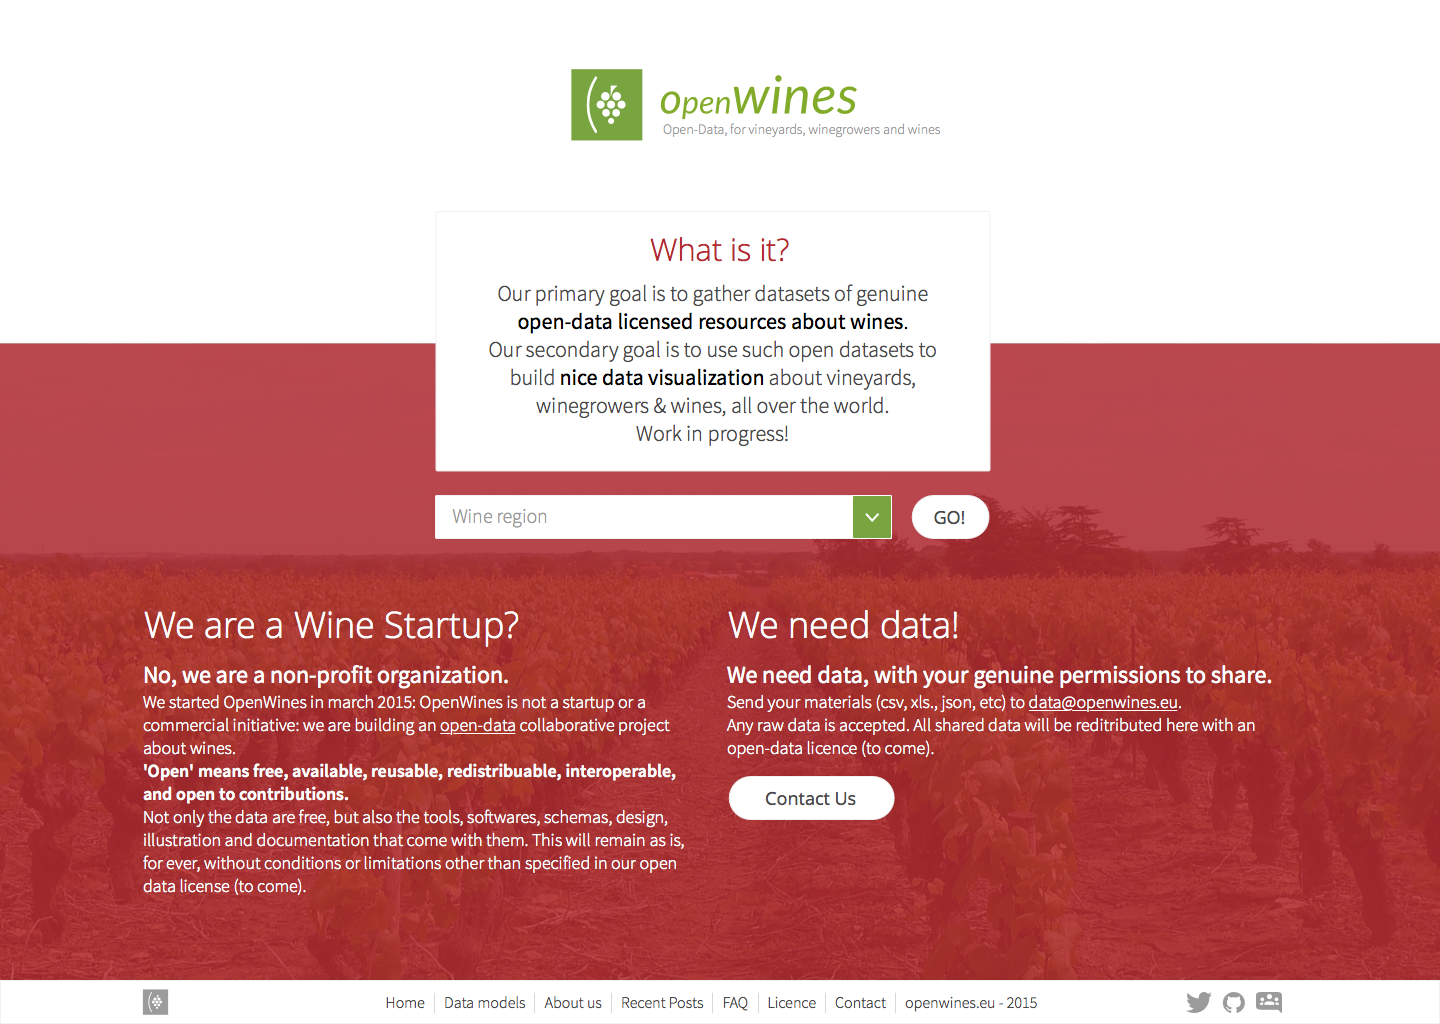 openwines
Open-Data, for vineyards, winegrowers and wines
What is it?
Our primary goal is to gather datasets of genuine
open-data licensed resources about wines.
Our secondary goal is to use such open datasets to
build nice data visualization about vineyards,
winegrowers & wines, all over the world.
Work in progress!
Wine region
GO!
We are a Wine Startup?
No, we are a non-profit organization.
We started OpenWines in march 2015: OpenWines is not a startup or a
commercial initiative: we are building an open-data collaborative project
about wines.
'Open' means free, available, reusable, redistribuable, interoperable,
and open to contributions.
Not only the data are free, but also the tools, softwares, schemas, design,
illustration and documentation that come with them. This will remain as is,
for ever, without conditions or limitations other than specified in our open
data license (to come).
We need data!
We need data, with your genuine permissions to share.
Send your materials (csv, xls., json, etc) to data@openwines.eu.
Any raw data is accepted. All shared data will be reditributed here with an
open-data licence (to come).
Contact Us
Home
Data models
About us
Recent Posts
FAQ
Licence
Contact
openwines.eu - 2015